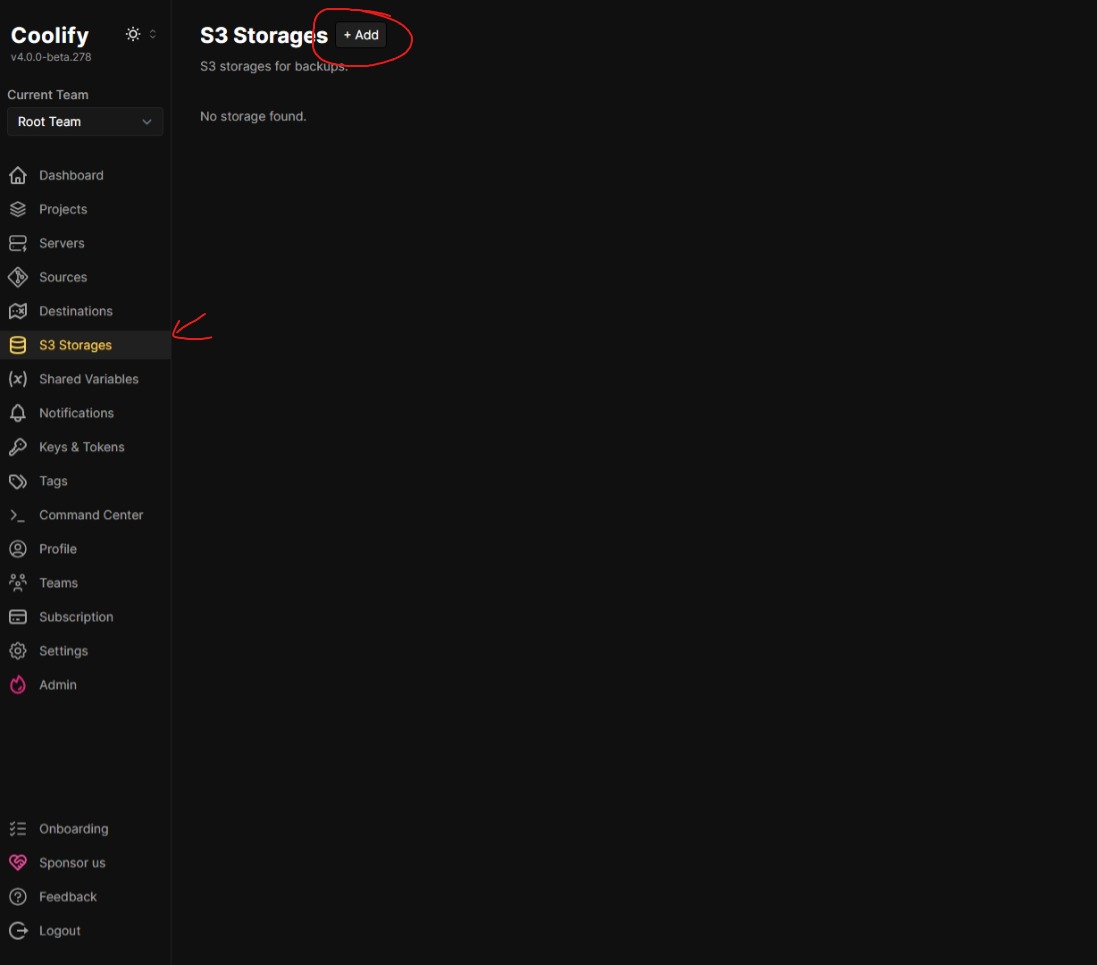 Coolify
v4.0.0-beta.278
Current Team
Root Team
Dashboard
Projects
Servers
Sources
Destinations
S3 Storages
Shared Variables
Notifications
Keys & Tokens
Tags
Command Center
Profile
Teams
Subscription
Settings
Admin
Onboarding
Sponsor us
Feedback
Logout
S3 Storages + Add
S3 storages for backups.
No storage found.